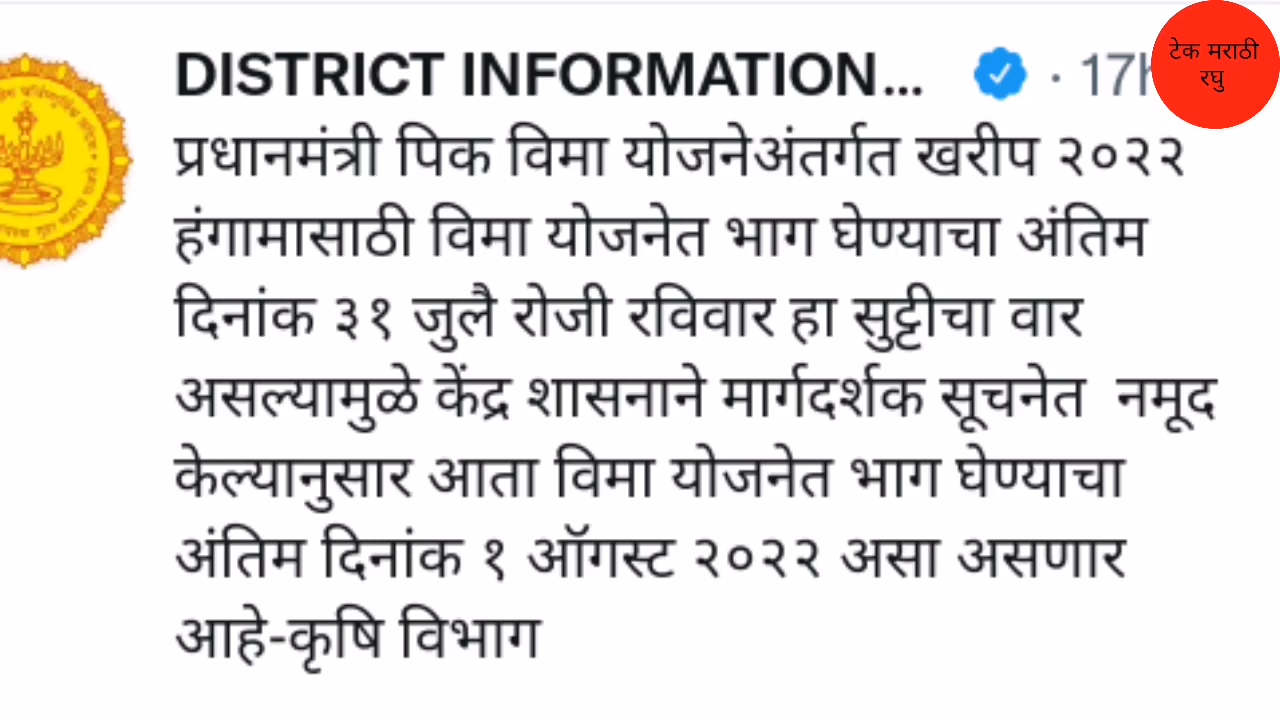 DISTRICT INFORMATION... · 17h
टेक मराठी
रघु
प्रधानमंत्री पिक विमा योजनेअंतर्गत खरीप २०२२
हंगामासाठी विमा योजनेत भाग घेण्याचा अंतिम
दिनांक ३१ जुलै रोजी रविवार हा सुट्टीचा वार
असल्यामुळे केंद्र शासनाने मार्गदर्शक सूचनेत नमूद
केल्यानुसार आता विमा योजनेत भाग घेण्याचा
अंतिम दिनांक १ ऑगस्ट २०२२ असा असणार
आहे-कृषि विभाग